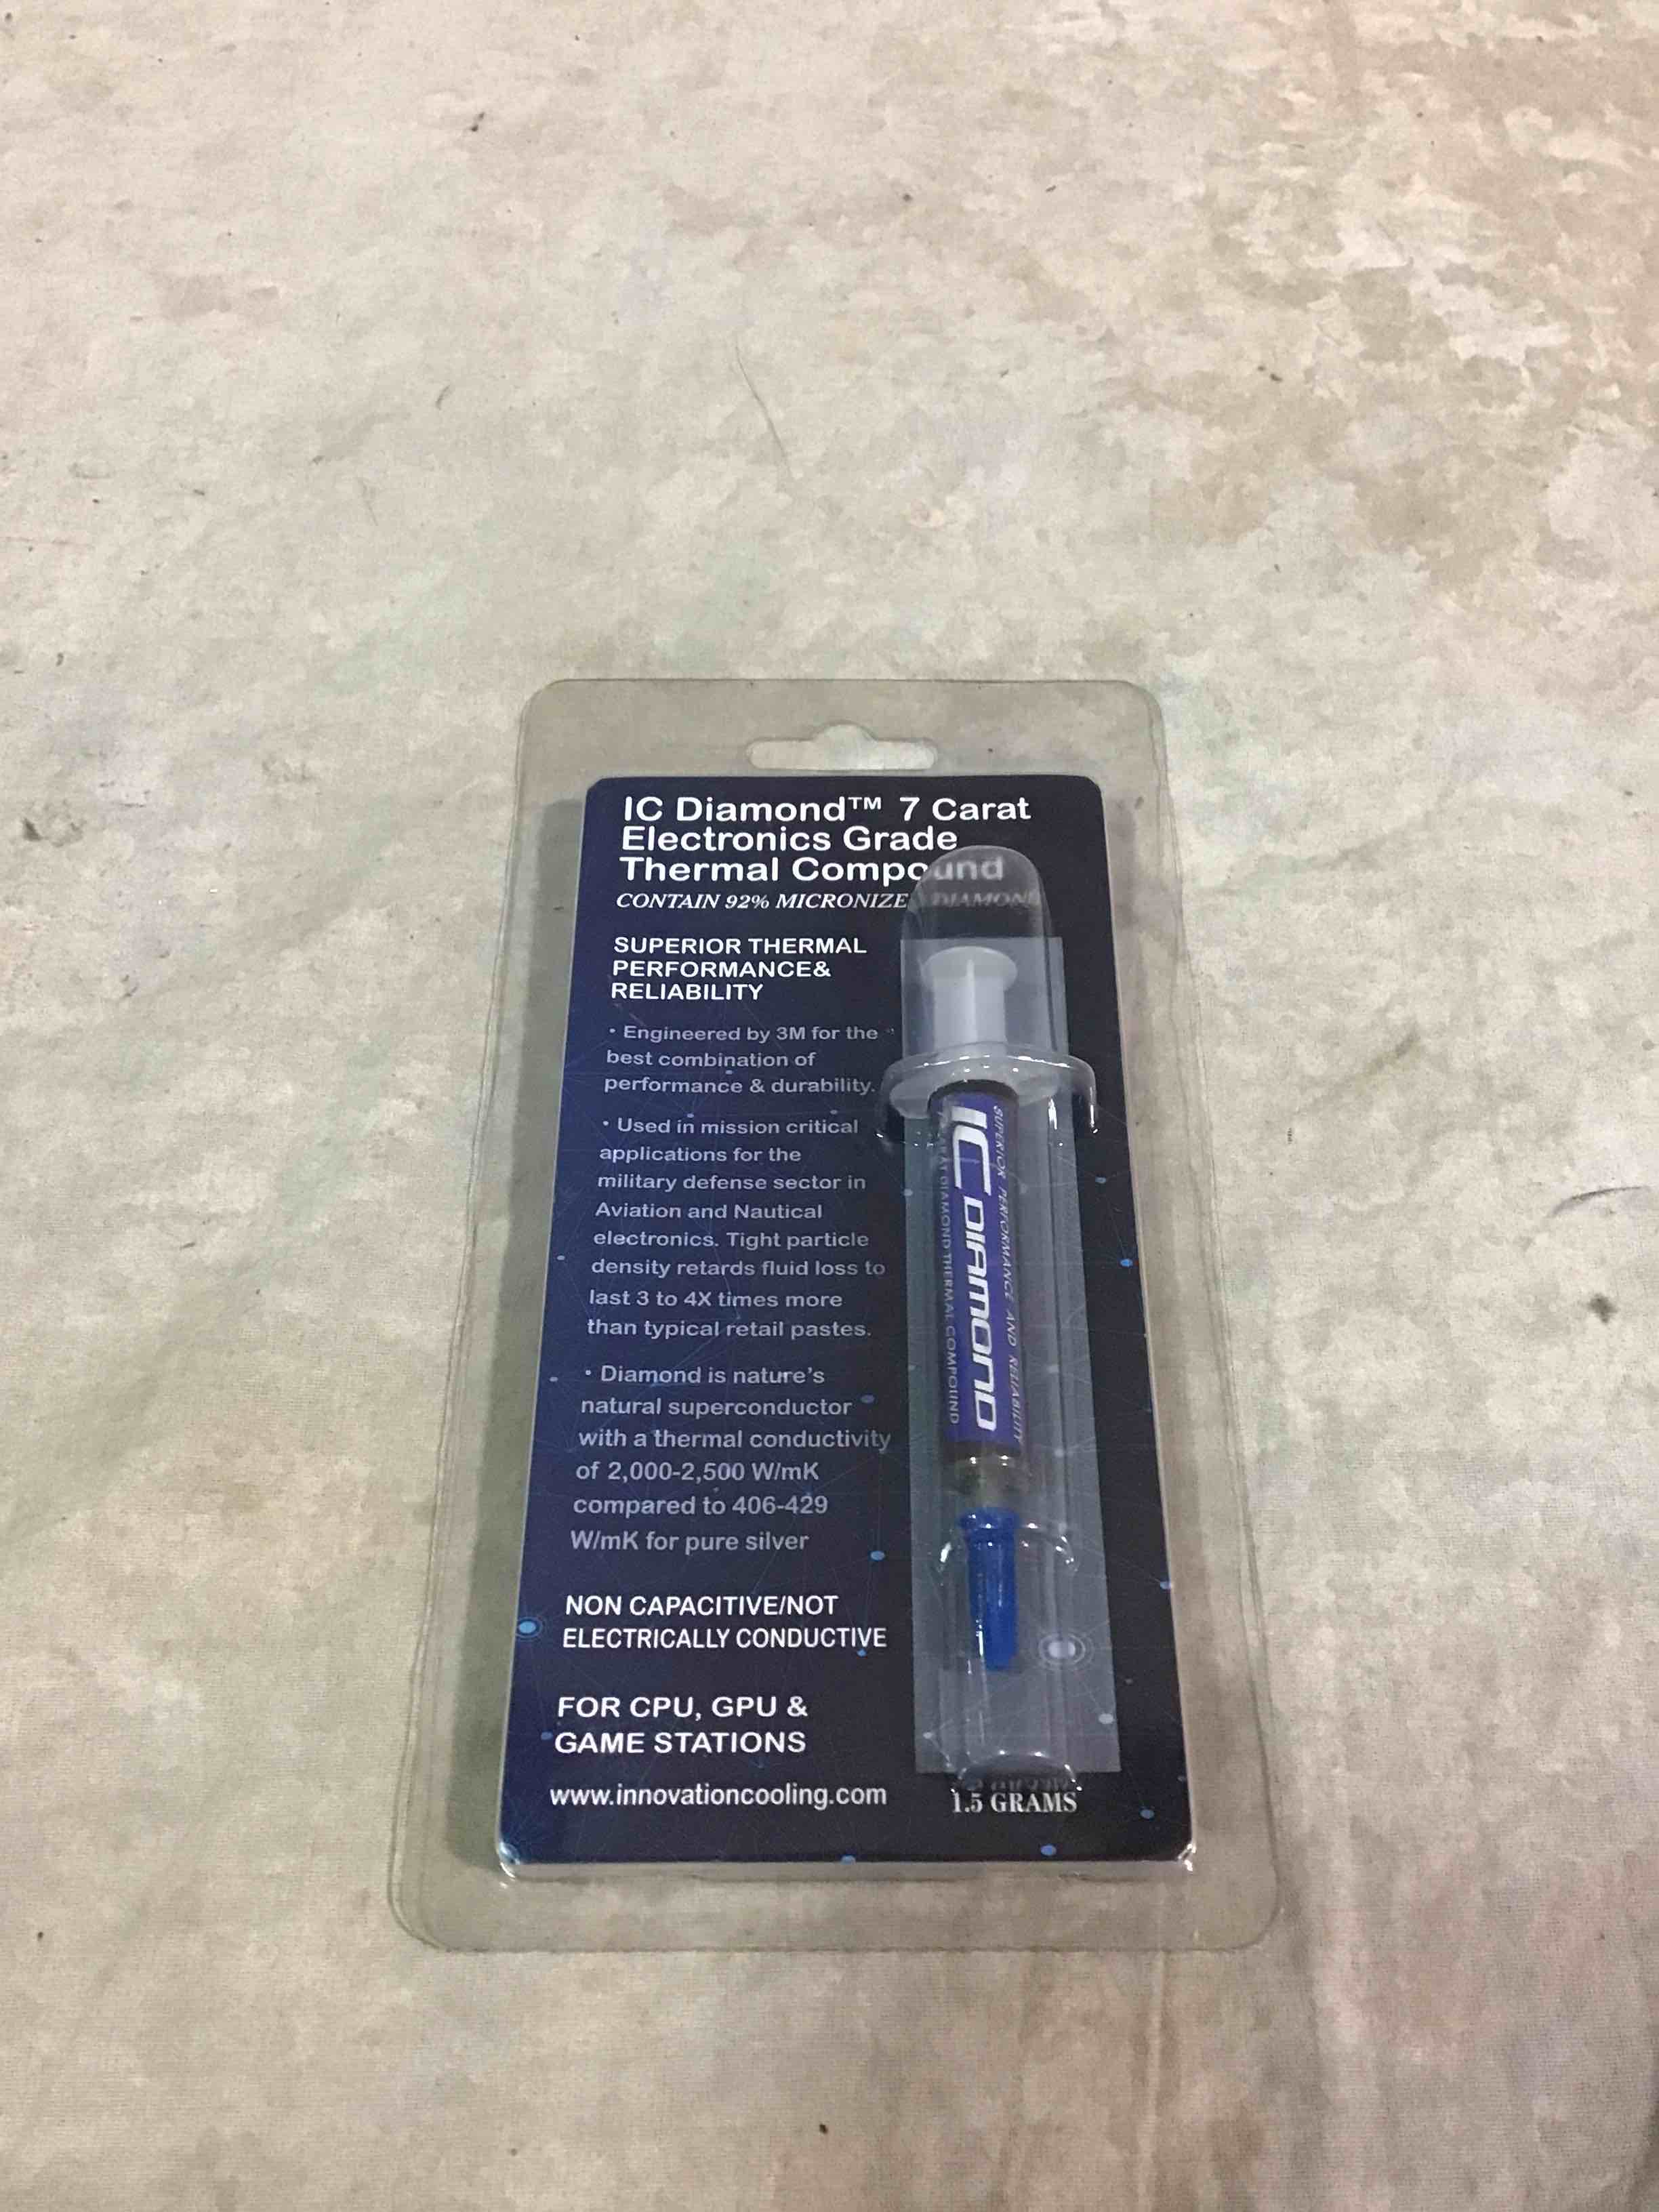 IC Diamond™ 7 Carat
Electronics Grade
Thermal Compound
CONTAIN 92% MICRONIZED DIAMOND
SUPERIOR THERMAL
PERFORMANCE&
RELIABILITY
• Engineered by 3M for the
best combination of
performance & durability.
• Used in mission critical
applications for the
military defense sector in
Aviation and Nautical
electronics. Tight particle
density retards fluid loss to
last 3 to 4X times more
than typical retail pastes.
• Diamond is nature's
natural superconductor
with a thermal conductivity
of 2,000-2,500 W/mK
compared to 406-429
W/mK for pure silver
NON CAPACITIVE/NOT
ELECTRICALLY CONDUCTIVE
FOR CPU, GPU &
GAME STATIONS
www.innovationcooling.com
1.5 GRAMS
SUPERIOR PERFORMANCE AND RELIABILITY
IC DIAMOND
CARAT DIAMOND THERMAL COMPOUND